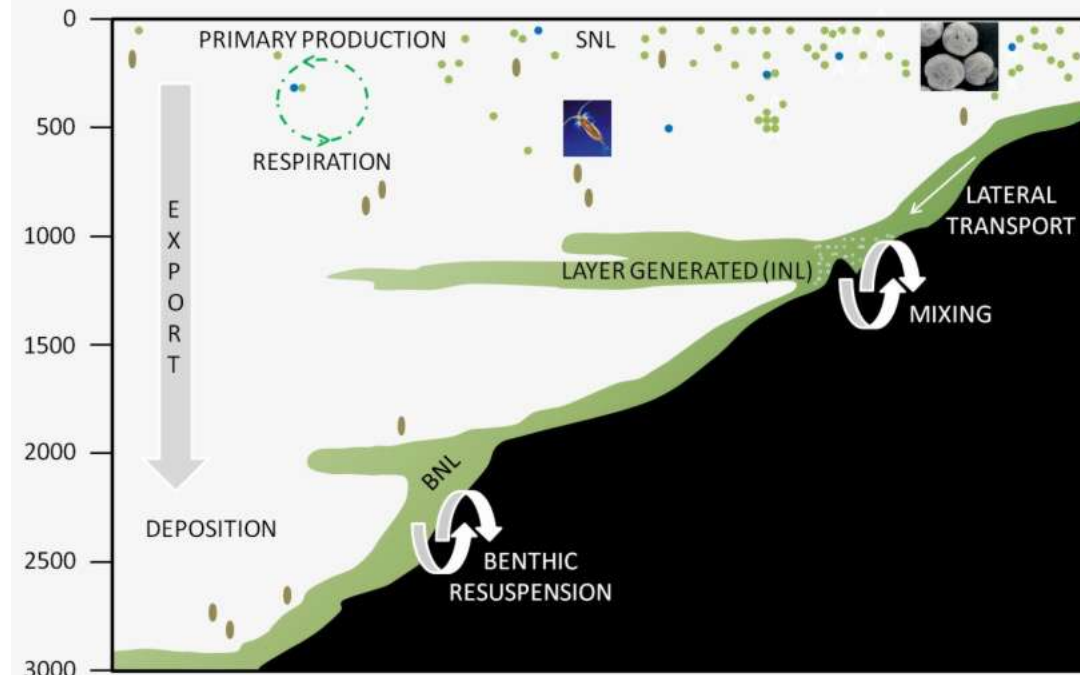 0
PRIMARY PRODUCTION
SNL
500
RESPIRATION
EXPORT
LATERAL
TRANSPORT
1000
LAYER GENERATED (INL)
MIXING
1500
2000
BNL
DEPOSITION
2500
BENTHIC
RESUSPENSION
3000